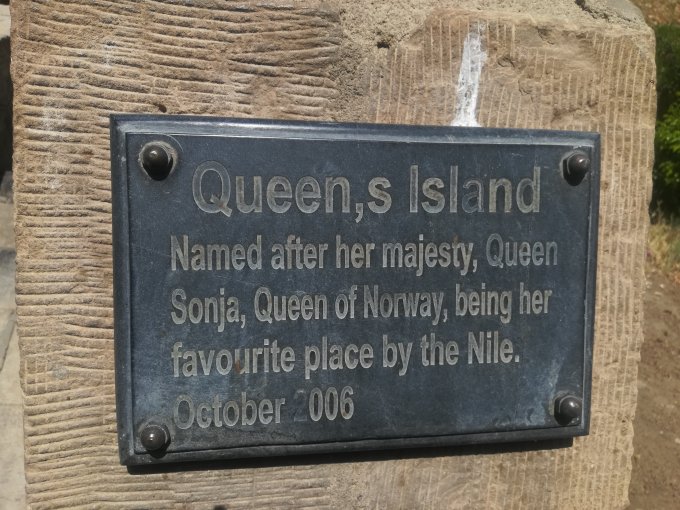 Queen,s Island
Named after her majesty, Queen
Sonja, Queen of Norway, being her
favourite place by the Nile.
October 2006